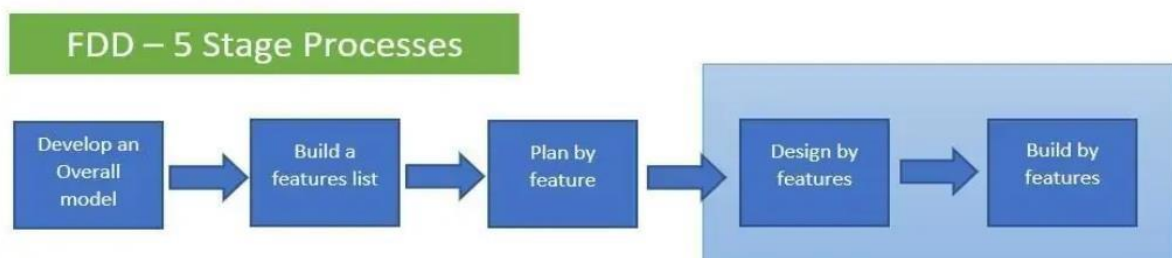 FDD – 5 Stage Processes
Develop an
Overall
model
Build a
features list
Plan by
feature
Design by
features
Build by
features